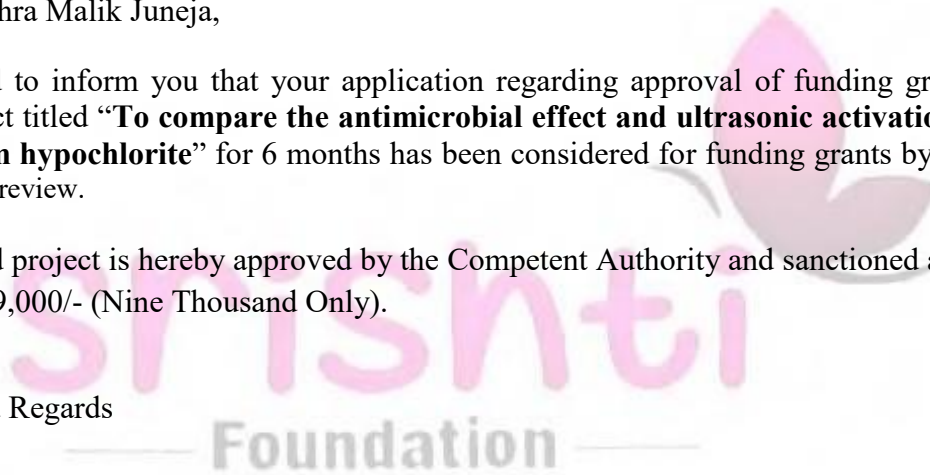 hra Malik Juneja,
to inform you that your application regarding approval of funding gr
ct titled “To compare the antimicrobial effect and ultrasonic activatio
hypochlorite” for 6 months has been considered for funding grants by
review.
project is hereby approved by the Competent Authority and sanctioned a
9,000/- (Nine Thousand Only).
srishti
Regards
Foundation